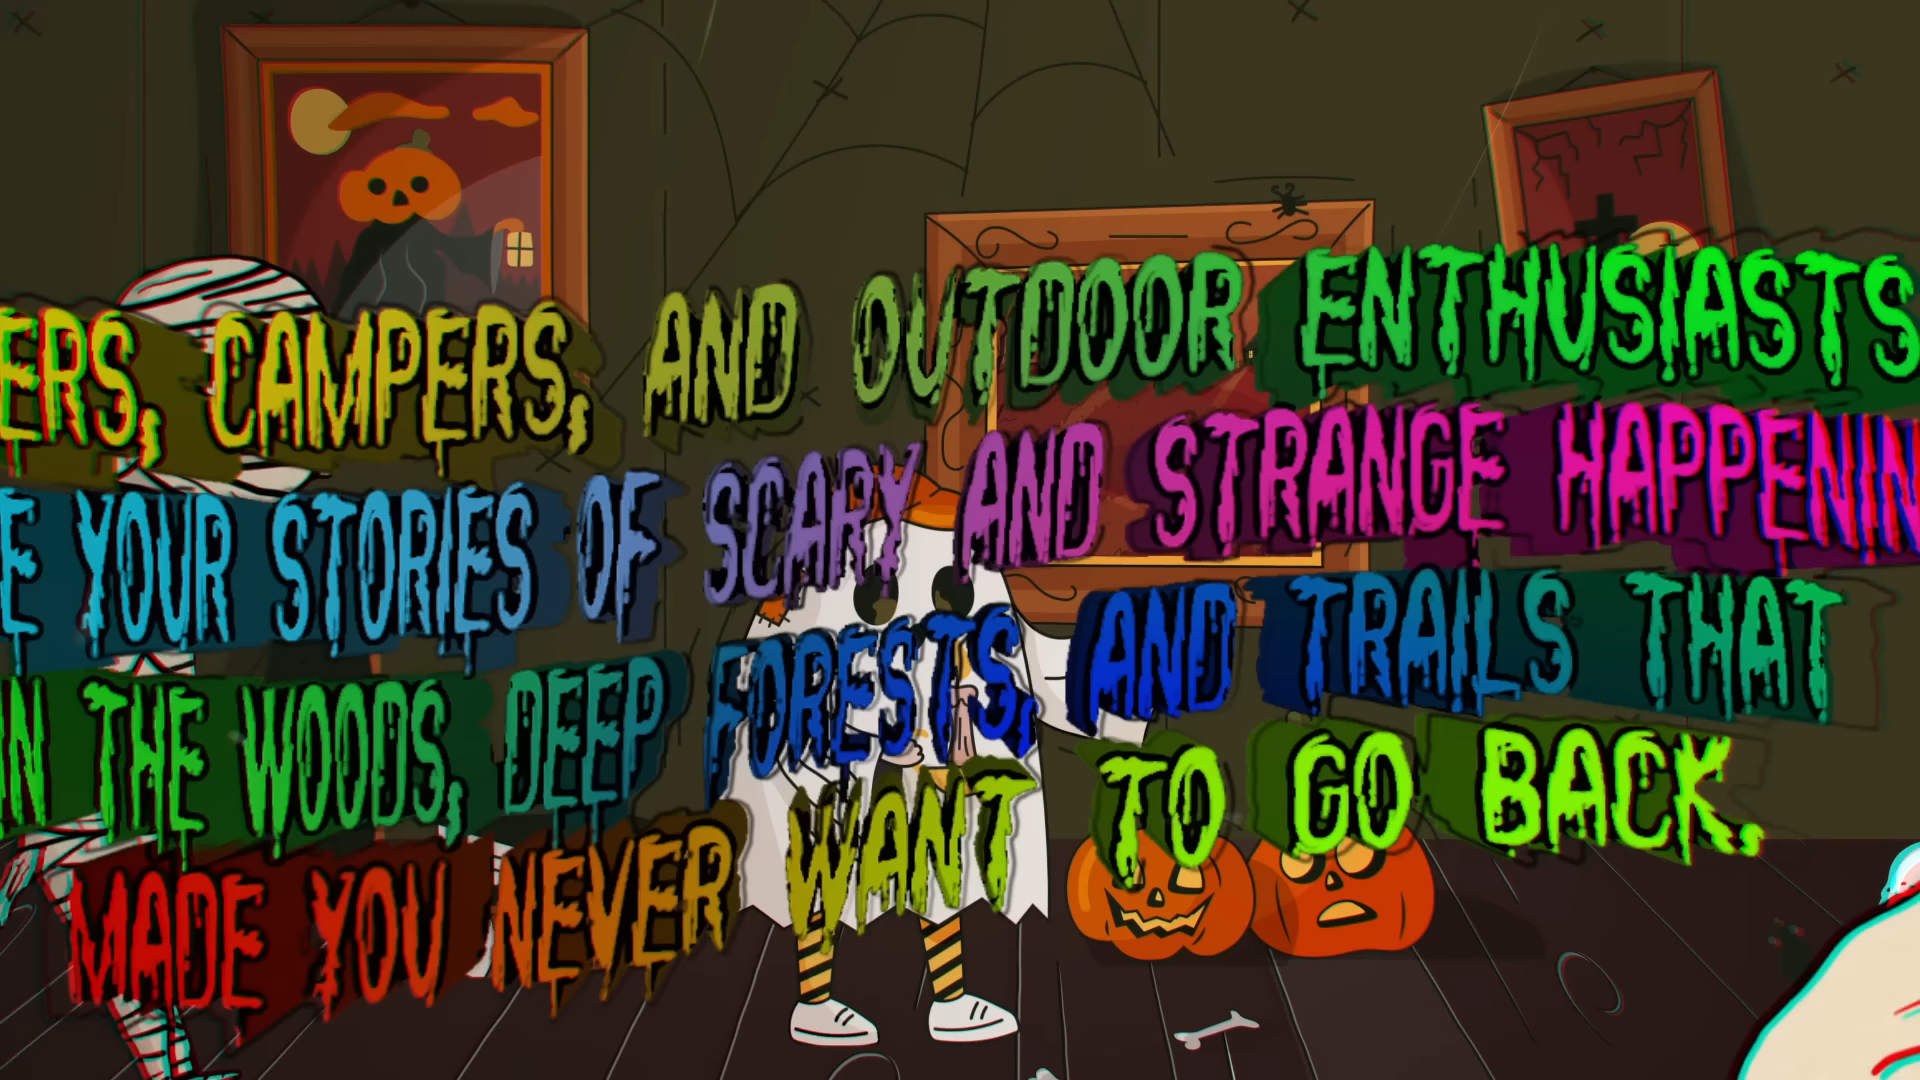 ERS, CAMPERS, AND OUTDOOR ENTHUSIASTS
E YOUR STORIES OF SCARY AND STRANGE HAPPENIN
IN THE WOODS, DEEP FORESTS, AND TRAILS THAT
MADE YOU NEVER WANT TO GO BACK.